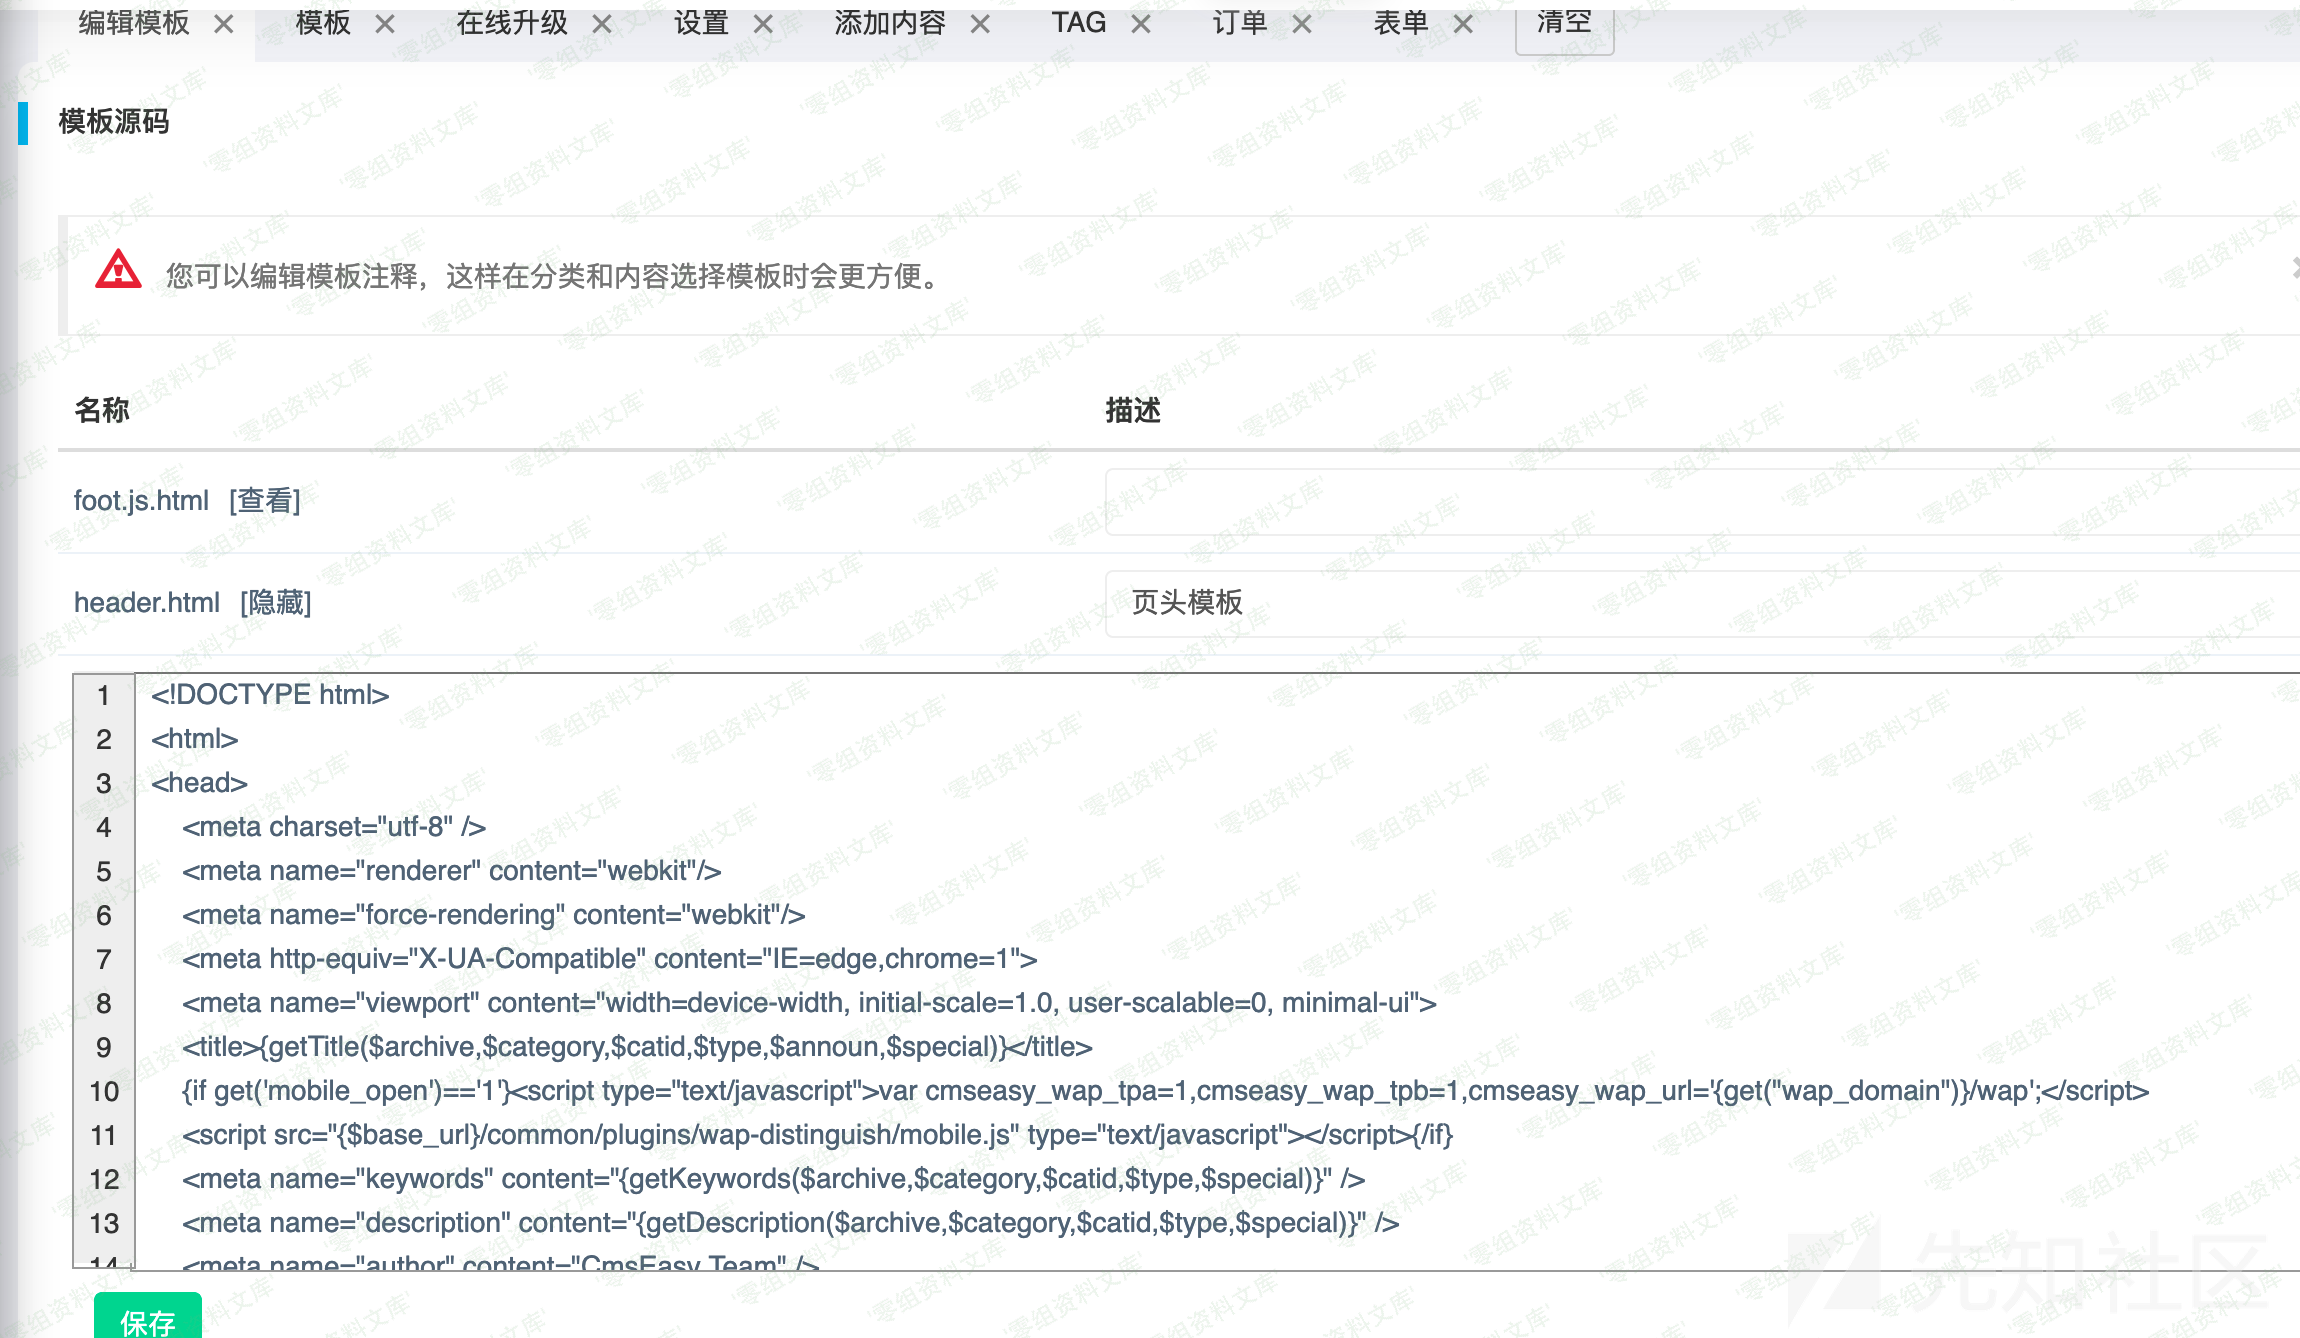 编辑模板 × 模板 × 在线升级 × 设置 × 添加内容 × TAG × 订单 × 表单 × 清空
模板源码
您可以编辑模板注释，这样在分类和内容选择模板时会更方便。
名称 描述
foot.js.html [查看]
header.html [隐藏] 页头模板
1 <!DOCTYPE html>
2 <html>
3 <head>
4 <meta charset="utf-8" />
5 <meta name="renderer" content="webkit"/>
6 <meta name="force-rendering" content="webkit"/>
7 <meta http-equiv="X-UA-Compatible" content="IE=edge,chrome=1">
8 <meta name="viewport" content="width=device-width, initial-scale=1.0, user-scalable=0, minimal-ui">
9 <title>{getTitle($archive,$category,$catid,$type,$announ,$special)}</title>
10 {if get('mobile_open')=='1'}<script type="text/javascript">var cmseasy_wap_tpa=1,cmseasy_wap_tpb=1,cmseasy_wap_url='{get("wap_domain")}/wap';</script>
11 <script src="{$base_url}/common/plugins/wap-distinguish/mobile.js" type="text/javascript"></script>{/if}
12 <meta name="keywords" content="{getKeywords($archive,$category,$catid,$type,$special)}" />
13 <meta name="description" content="{getDescription($archive,$category,$catid,$type,$special)}" />
14 <meta name="author" content="CmsEasy Team" />
保存
先知社区
'零组资料文库'